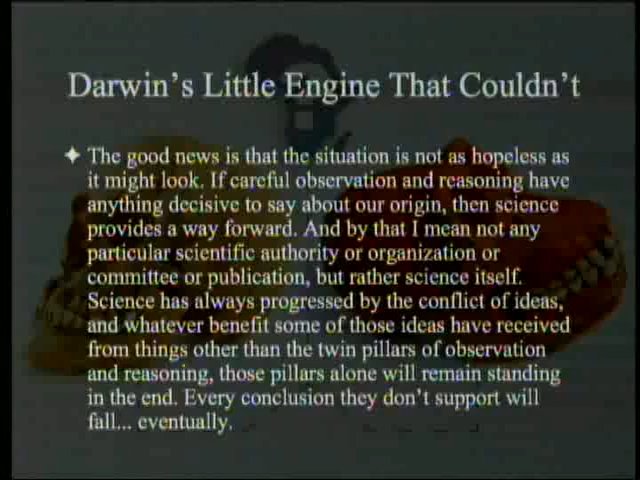 Darwin's Little Engine That Couldn't
The good news is that the situation is not as hopeless as
it might look. If careful observation and reasoning have
anything decisive to say about our origin, then science
provides a way forward. And by that I mean not any
particular scientific authority or organization or
committee or publication, but rather science itself.
Science has always progressed by the conflict of ideas,
and whatever benefit some of those ideas have received
from things other than the twin pillars of observation
and reasoning, those pillars alone will remain standing
in the end. Every conclusion they don't support will
fall... eventually.